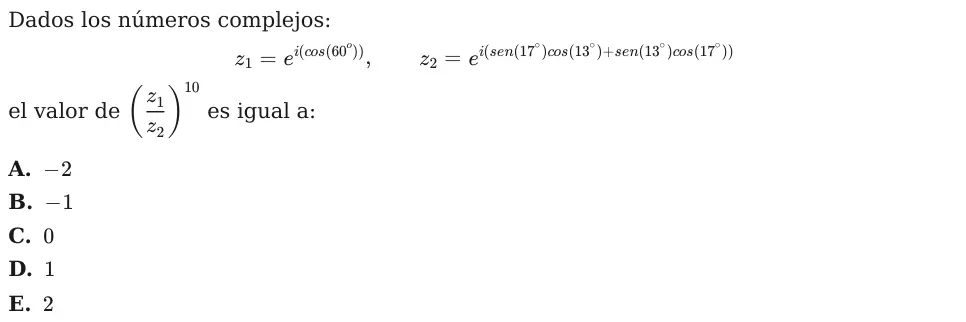 Dados los números complejos:
z₁ = e^{i(cos(60°))},  z₂ = e^{i(sen(17°)cos(13°)+sen(13°)cos(17°))}
el valor de (z₁/z₂)^{10} es igual a:
A. −2
B. −1
C. 0
D. 1
E. 2